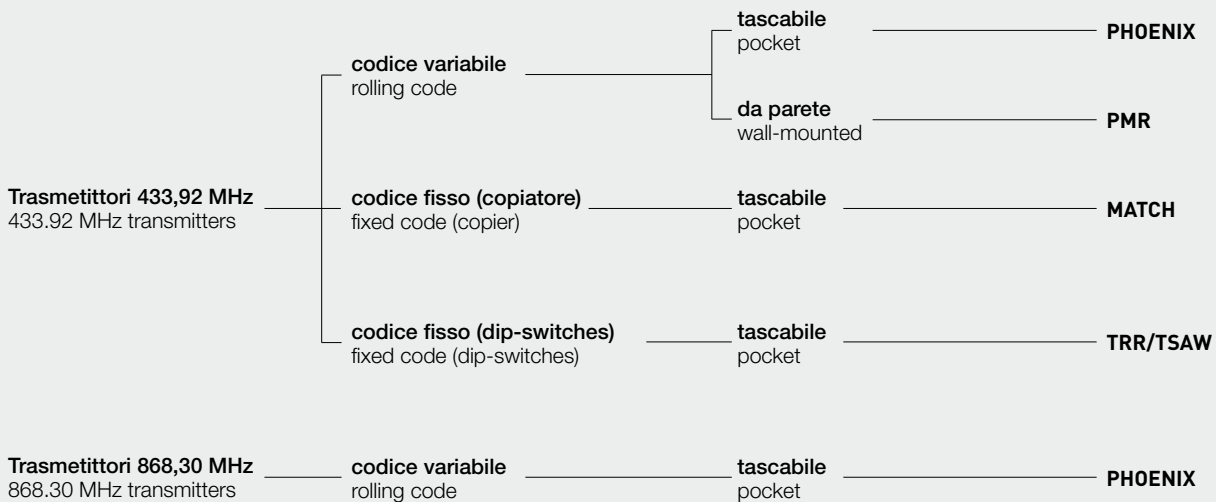 tascabile
pocket
PHOENIX
codice variabile
rolling code
da parete
wall-mounted
PMR
Trasmetittori 433,92 MHz
433.92 MHz transmitters
codice fisso (copiatore)
fixed code (copier)
tascabile
pocket
MATCH
codice fisso (dip-switches)
fixed code (dip-switches)
tascabile
pocket
TRR/TSAW
Trasmetittori 868,30 MHz
868.30 MHz transmitters
codice variabile
rolling code
tascabile
pocket
PHOENIX